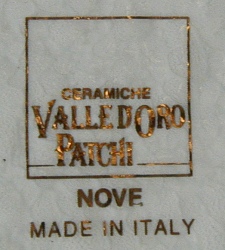 CERAMICHE
VALLE D'ORO
PATCHI
NOVE
MADE IN ITALY